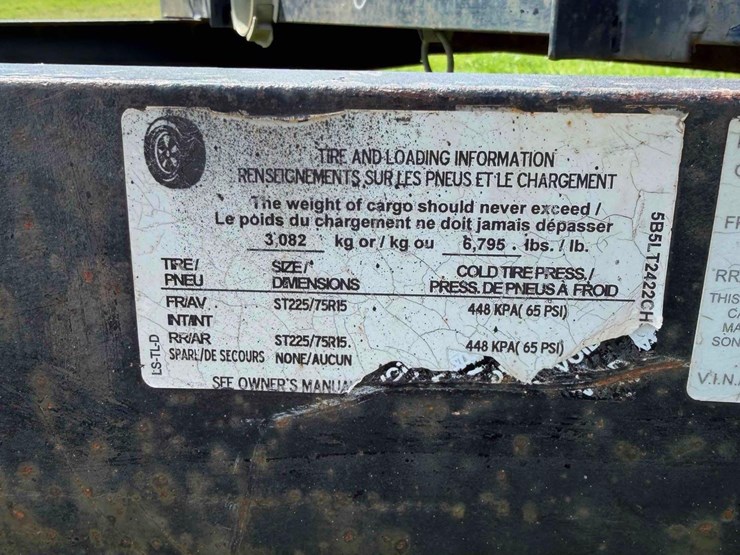 TIRE AND LOADING INFORMATION
RENSEIGNEMENTS SUR LES PNEUS ET LE CHARGEMENT
The weight of cargo should never exceed /
Le poids du chargement ne doit jamais dépasser
3,082 kg or / kg ou 6,795 lbs. / lb.
TIRE/ SIZE/ COLD TIRE PRESS./
PNEU DIMENSIONS PRESS. DE PNEUS À FROID
FR/AV. ST225/75R15 448 KPA( 65 PSI)
INT/INT
RR/AR ST225/75R15. 448 KPA( 65 PSI)
SPARE/DE SECOURS NONE/AUCUN
SEE OWNER'S
LS-TL-D
THIS
V.I.N.